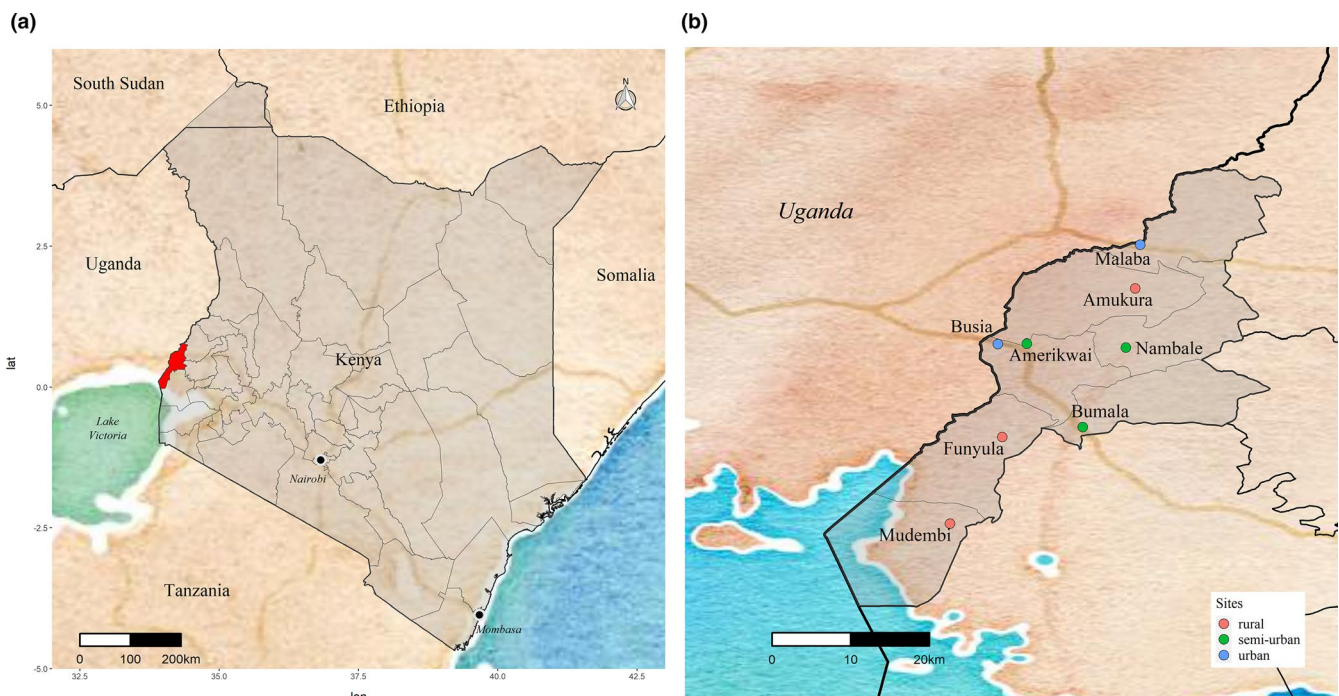 (a)
South Sudan
Ethiopia
N
5.0
2.5
Uganda
Somalia
Kenya
lat
0.0
Lake
Victoria
Nairobi
-2.5
Tanzania
Mombasa
0 100 200km
-5.0
32.5 35.0 37.5 40.0 42.5
(b)
Uganda
Malaba
Amukura
Busia
Amerikwai
Nambale
Bumala
Funyula
Mudembi
Sites
rural
semi-urban
urban
0 10 20km